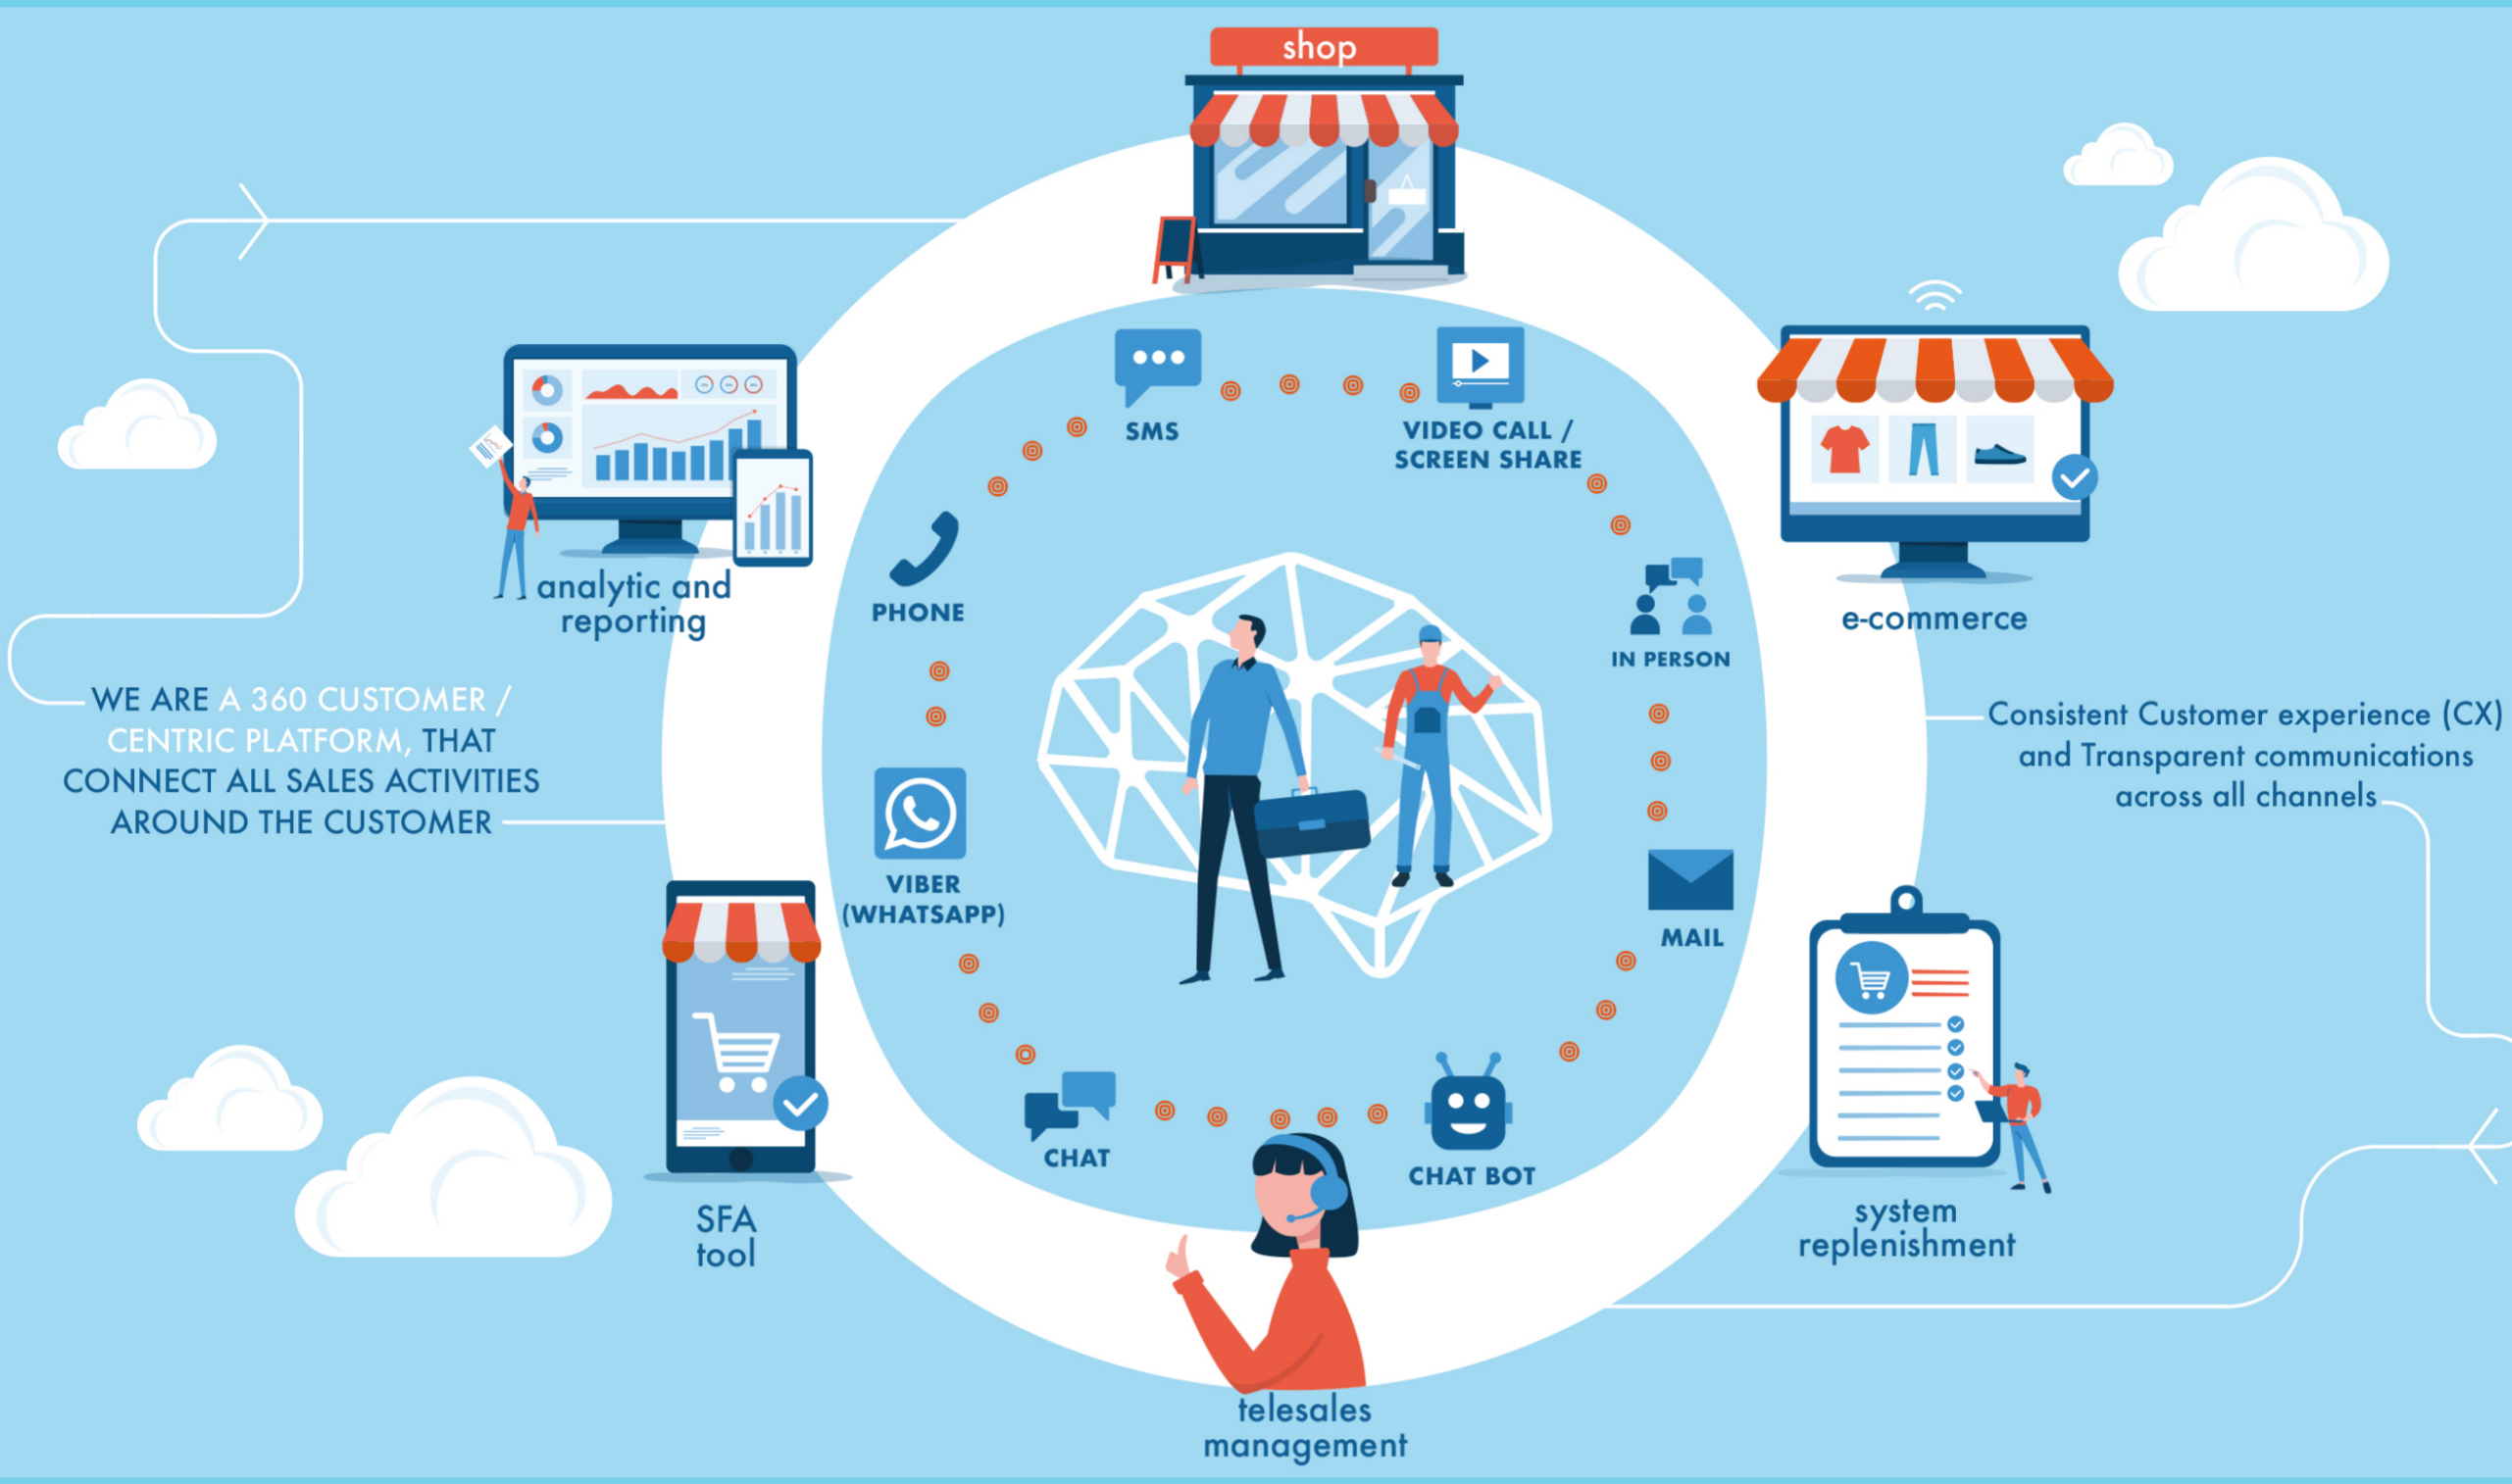 shop
SMS
VIDEO CALL /
SCREEN SHARE
PHONE
IN PERSON
analytic and
reporting
e-commerce
WE ARE A 360 CUSTOMER /
CENTRIC PLATFORM, THAT
CONNECT ALL SALES ACTIVITIES
AROUND THE CUSTOMER
Consistent Customer experience (CX)
and Transparent communications
across all channels
VIBER
(WHATSAPP)
MAIL
CHAT
CHAT BOT
SFA
tool
system
replenishment
telesales
management